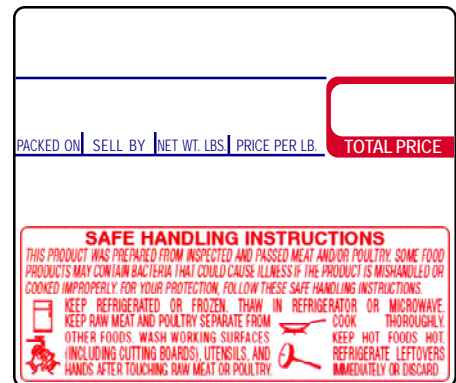 PACKED ON SELL BY NET WT. LBS. PRICE PER LB. TOTAL PRICE
SAFE HANDLING INSTRUCTIONS
THIS PRODUCT WAS PREPARED FROM INSPECTED AND PASSED MEAT AND/OR POULTRY. SOME FOOD
PRODUCTS MAY CONTAIN BACTERIA THAT COULD CAUSE ILLNESS IF THE PRODUCT IS MISHANDLED OR
COOKED IMPROPERLY. FOR YOUR PROTECTION, FOLLOW THESE SAFE HANDLING INSTRUCTIONS.
KEEP REFRIGERATED OR FROZEN. THAW IN REFRIGERATOR OR MICROWAVE.
KEEP RAW MEAT AND POULTRY SEPARATE FROM
OTHER FOODS. WASH WORKING SURFACES
(INCLUDING CUTTING BOARDS), UTENSILS, AND
HANDS AFTER TOUCHING RAW MEAT OR POULTRY.
COOK THOROUGHLY.
KEEP HOT FOODS HOT.
REFRIGERATE LEFTOVERS
IMMEDIATELY OR DISCARD